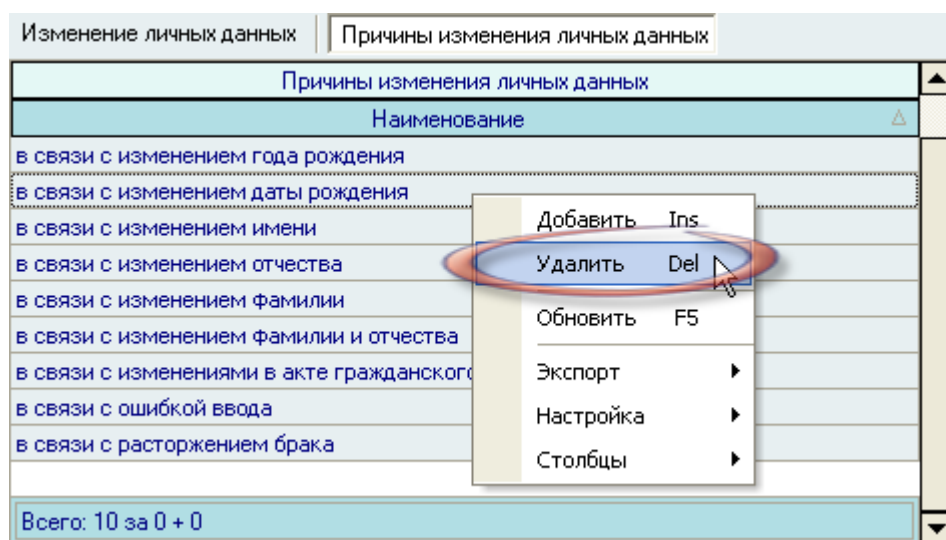 Изменение личных данных Причины изменения личных данных
Причины изменения личных данных
Наименование
в связи с изменением года рождения
в связи с изменением даты рождения
в связи с изменением имени
в связи с изменением отчества
в связи с изменением фамилии
в связи с изменением фамилии и отчества
в связи с изменениями в акте гражданского
в связи с ошибкой ввода
в связи с расторжением брака
Добавить Ins
Удалить Del
Обновить F5
Экспорт
Настройка
Столбцы
Всего: 10 за 0 + 0